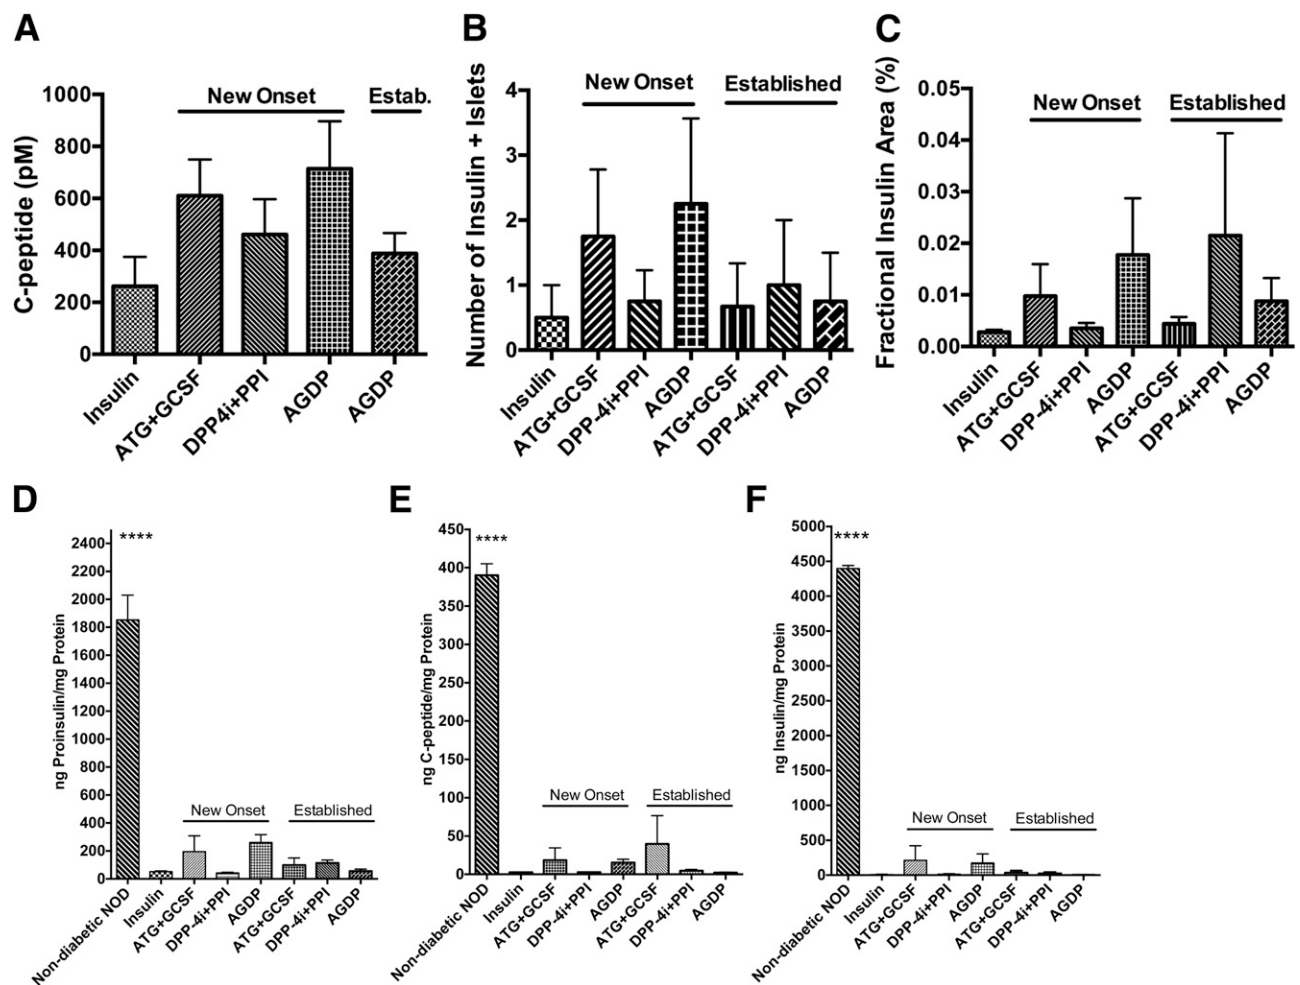 A
C-peptide (pM)
1000
800
600
400
200
0
New Onset
Estab.
Insulin
ATG+GCSF
DPP4i+PPI
AGDP
AGDP
B
Number of Insulin + Islets
4
3
2
1
0
New Onset
Established
Insulin
ATG+GCSF
DPP-4i+PPI
AGDP
ATG+GCSF
DPP-4i+PPI
AGDP
C
Fractional Insulin Area (%)
0.05
0.04
0.03
0.02
0.01
0.00
New Onset
Established
Insulin
ATG+GCSF
DPP-4i+PPI
AGDP
ATG+GCSF
DPP-4i+PPI
AGDP
D
ng Proinsulin/mg Protein
2400
2200
2000
1800
1600
1400
1200
1000
800
600
400
200
0
****
New Onset
Established
Non-diabetic NOD
Insulin
ATG+GCSF
DPP-4i+PPI
AGDP
ATG+GCSF
DPP-4i+PPI
AGDP
E
ng C-peptide/mg Protein
450
400
350
300
250
200
150
100
50
0
****
New Onset
Established
Non-diabetic NOD
Insulin
ATG+GCSF
DPP-4i+PPI
AGDP
ATG+GCSF
DPP-4i+PPI
AGDP
F
ng Insulin/mg Protein
5000
4500
4000
3500
3000
2500
2000
1500
1000
500
0
****
New Onset
Established
Non-diabetic NOD
Insulin
ATG+GCSF
DPP-4i+PPI
AGDP
ATG+GCSF
DPP-4i+PPI
AGDP